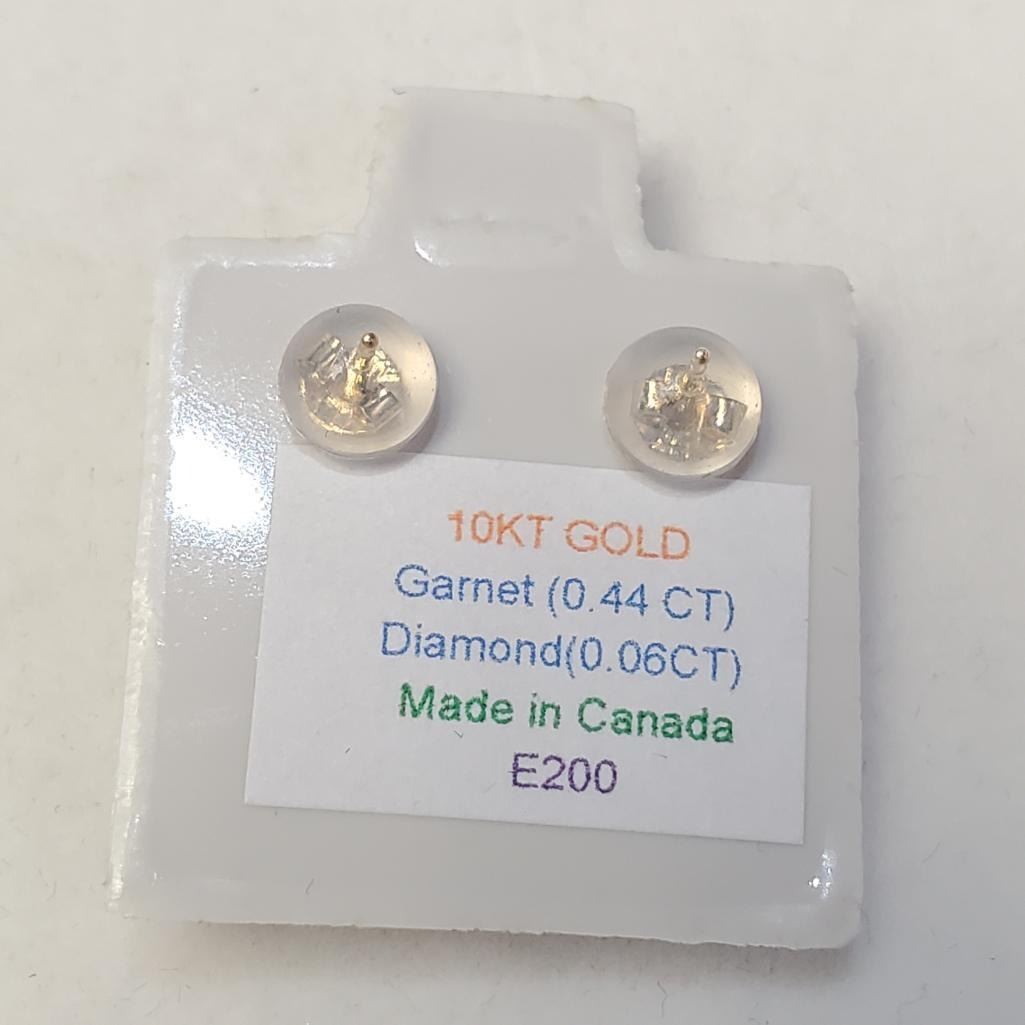 10KT GOLD
Garnet (0.44 CT)
Diamond(0.06CT)
Made in Canada
E200